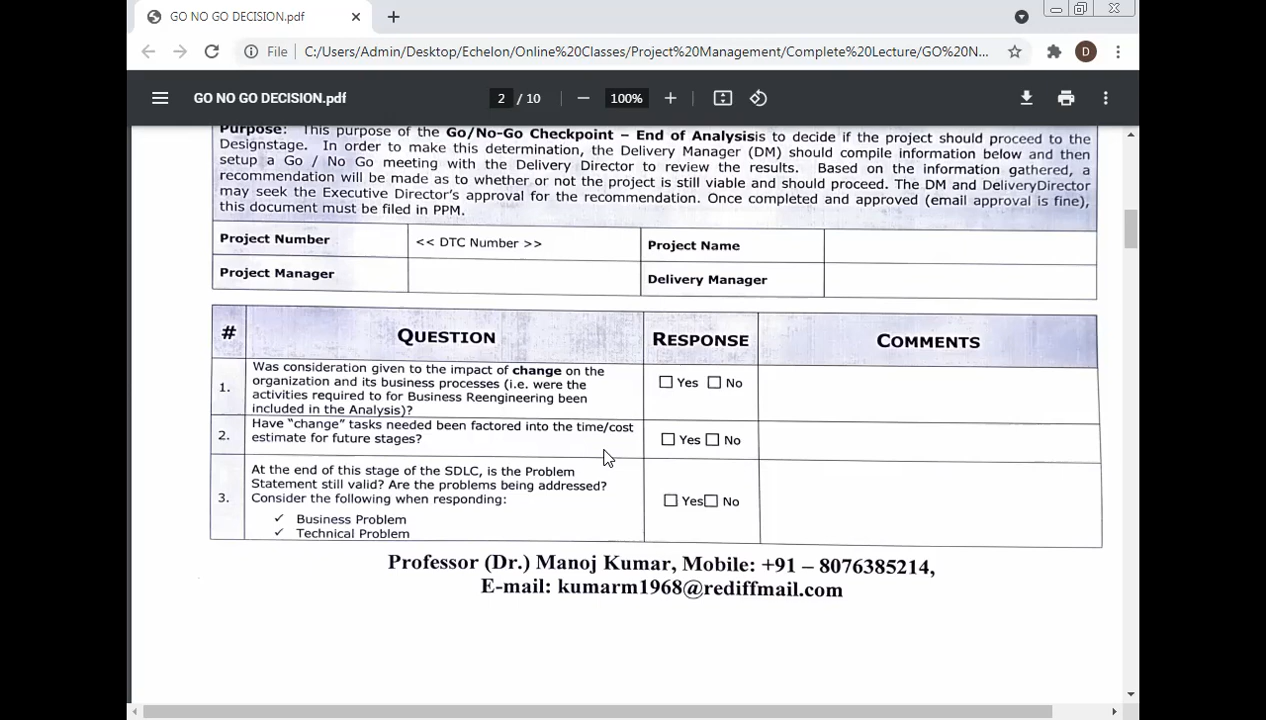 GO NO GO DECISION.pdf
File C:/Users/Admin/Desktop/Echelon/Online%20Classes/Project%20Management/Complete%20Lecture/GO%20N...
D
GO NO GO DECISION.pdf
2 / 10
100%
Purpose: This purpose of the Go/No-Go Checkpoint – End of Analysisis to decide if the project should proceed to the
Designstage. In order to make this determination, the Delivery Manager (DM) should compile information below and then
setup a Go / No Go meeting with the Delivery Director to review the results. Based on the information gathered, a
recommendation will be made as to whether or not the project is still viable and should proceed. The DM and DeliveryDirector
may seek the Executive Director's approval for the recommendation. Once completed and approved (email approval is fine),
this document must be filed in PPM.
Project Number << DTC Number >> Project Name
Project Manager Delivery Manager
# QUESTION RESPONSE COMMENTS
1. Was consideration given to the impact of change on the
organization and its business processes (i.e. were the
activities required to for Business Reengineering been
included in the Analysis)?
Yes No
2. Have "change" tasks needed been factored into the time/cost
estimate for future stages?
Yes No
3. At the end of this stage of the SDLC, is the Problem
Statement still valid? Are the problems being addressed?
Consider the following when responding:
✓ Business Problem
✓ Technical Problem
Yes No
Professor (Dr.) Manoj Kumar, Mobile: +91 – 8076385214,
E-mail: kumarm1968@rediffmail.com